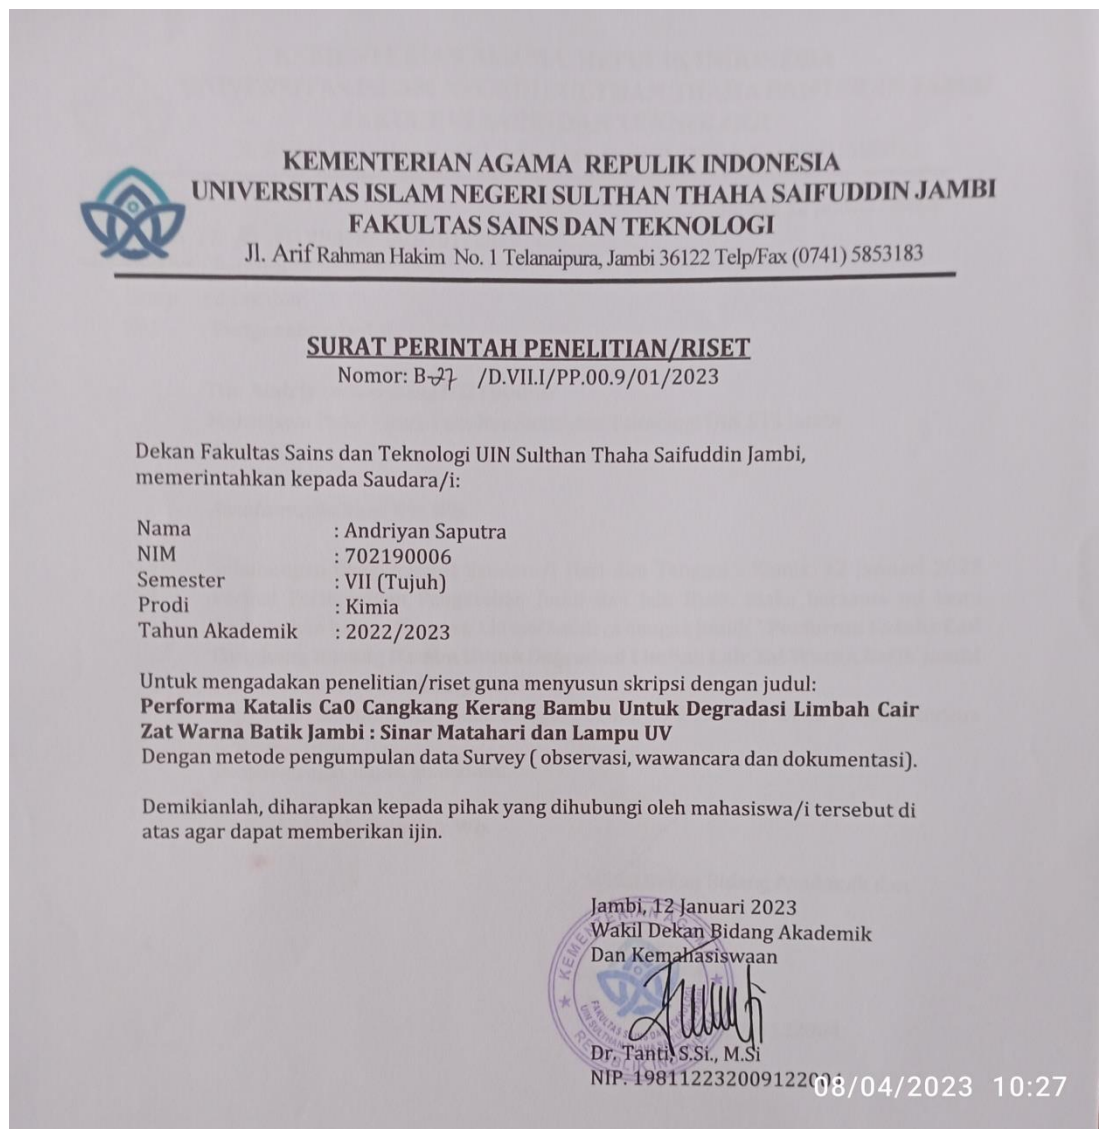 KEMENTERIAN AGAMA REPULIK INDONESIA
UNIVERSITAS ISLAM NEGERI SULTHAN THAHA SAIFUDDIN JAMBI
FAKULTAS SAINS DAN TEKNOLOGI
Jl. Arif Rahman Hakim No. 1 Telanaipura, Jambi 36122 Telp/Fax (0741) 5853183
SURAT PERINTAH PENELITIAN/RISET
Nomor: B-27 /D.VII.I/PP.00.9/01/2023
Dekan Fakultas Sains dan Teknologi UIN Sulthan Thaha Saifuddin Jambi,
memerintahkan kepada Saudara/i:
Nama : Andriyan Saputra
NIM : 702190006
Semester : VII (Tujuh)
Prodi : Kimia
Tahun Akademik : 2022/2023
Untuk mengadakan penelitian/riset guna menyusun skripsi dengan judul:
Performa Katalis Ca0 Cangkang Kerang Bambu Untuk Degradasi Limbah Cair
Zat Warna Batik Jambi : Sinar Matahari dan Lampu UV
Dengan metode pengumpulan data Survey ( observasi, wawancara dan dokumentasi).
Demikianlah, diharapkan kepada pihak yang dihubungi oleh mahasiswa/i tersebut di
atas agar dapat memberikan ijin.
Jambi, 12 Januari 2023
Wakil Dekan Bidang Akademik
Dan Kemahasiswaan
KEMENTERIAN AGAMA
REPUBLIK INDONESIA
Dr. Tanti, S.Si., M.Si
NIP.
08/04/2023 10:27